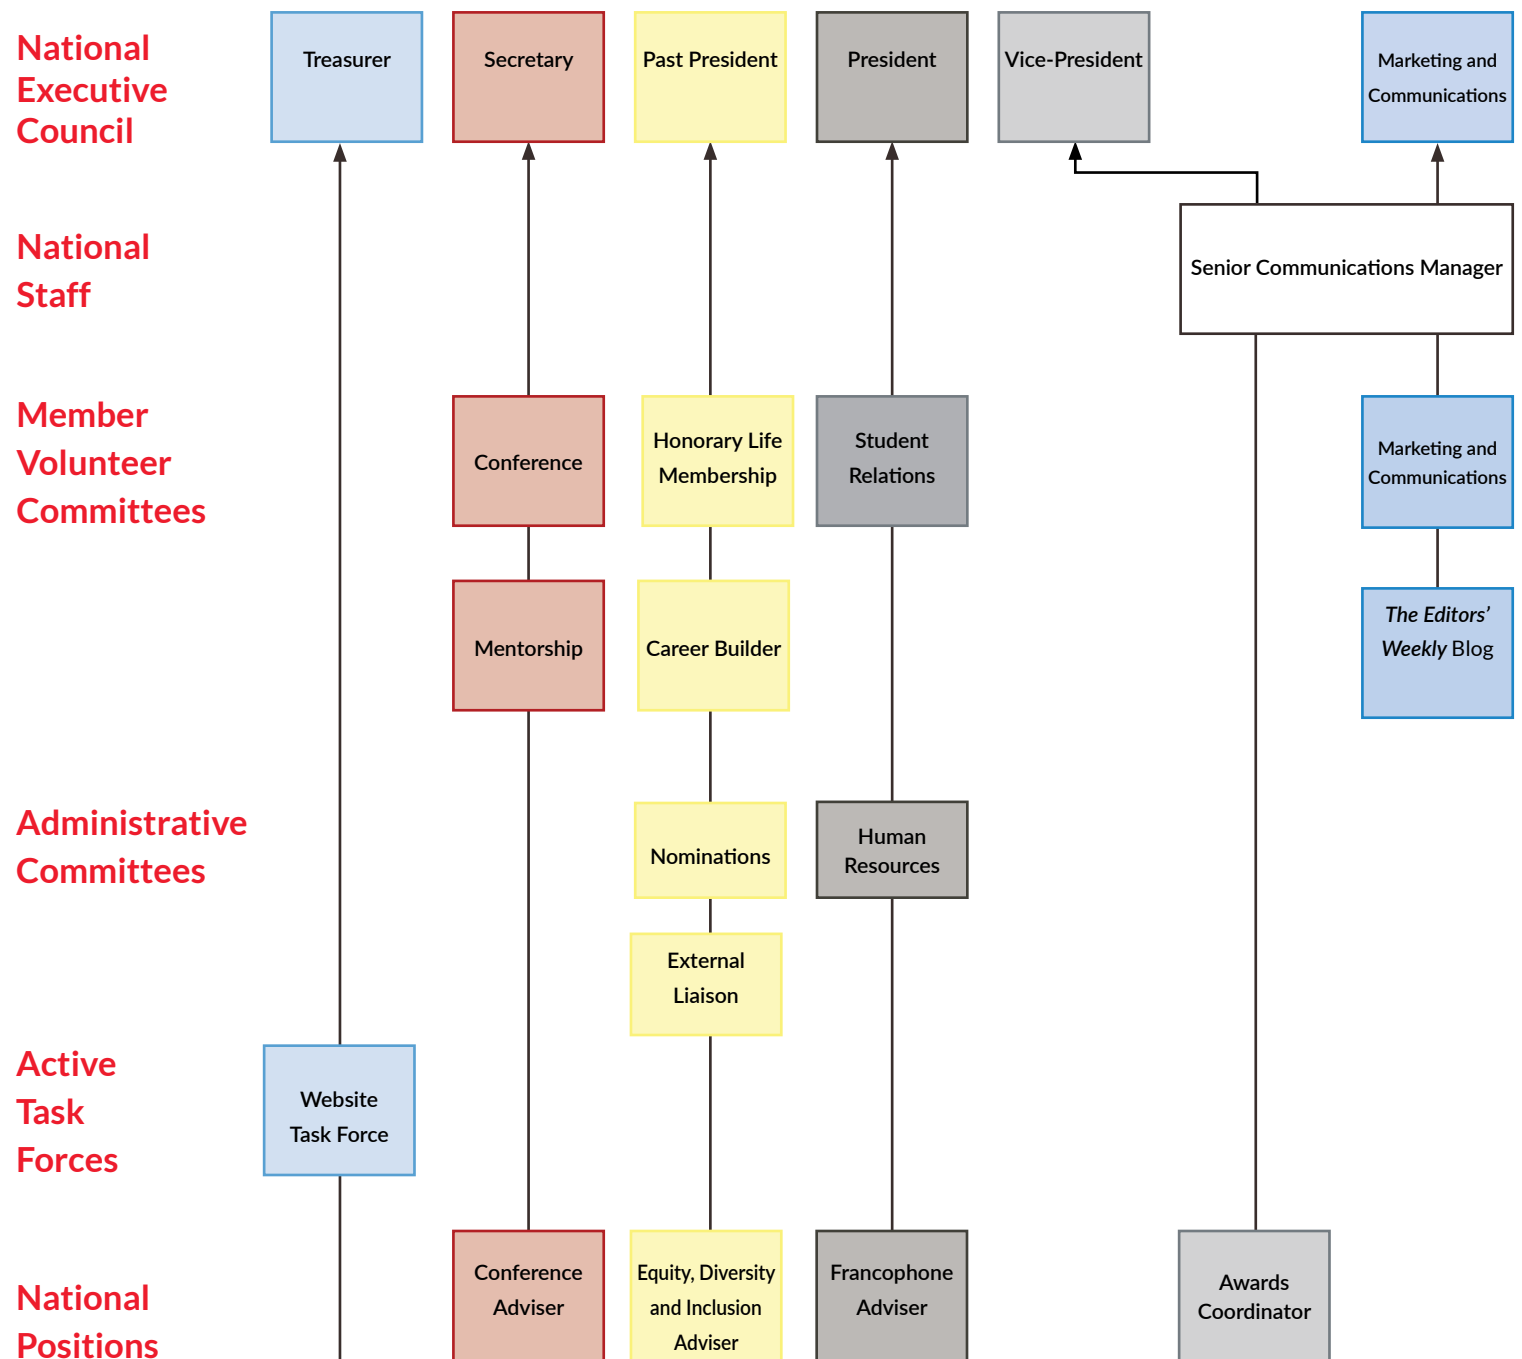 National
Executive
Council
Treasurer
Secretary
Past President
President
Vice-President
Marketing and
Communications
National
Staff
Senior Communications Manager
Member
Volunteer
Committees
Conference
Honorary Life
Membership
Student
Relations
Marketing and
Communications
Mentorship
Career Builder
The Editors’
Weekly Blog
Administrative
Committees
Nominations
Human
Resources
External
Liaison
Active
Task
Forces
Website
Task Force
National
Positions
Conference
Adviser
Equity, Diversity
and Inclusion
Adviser
Francophone
Adviser
Awards
Coordinator